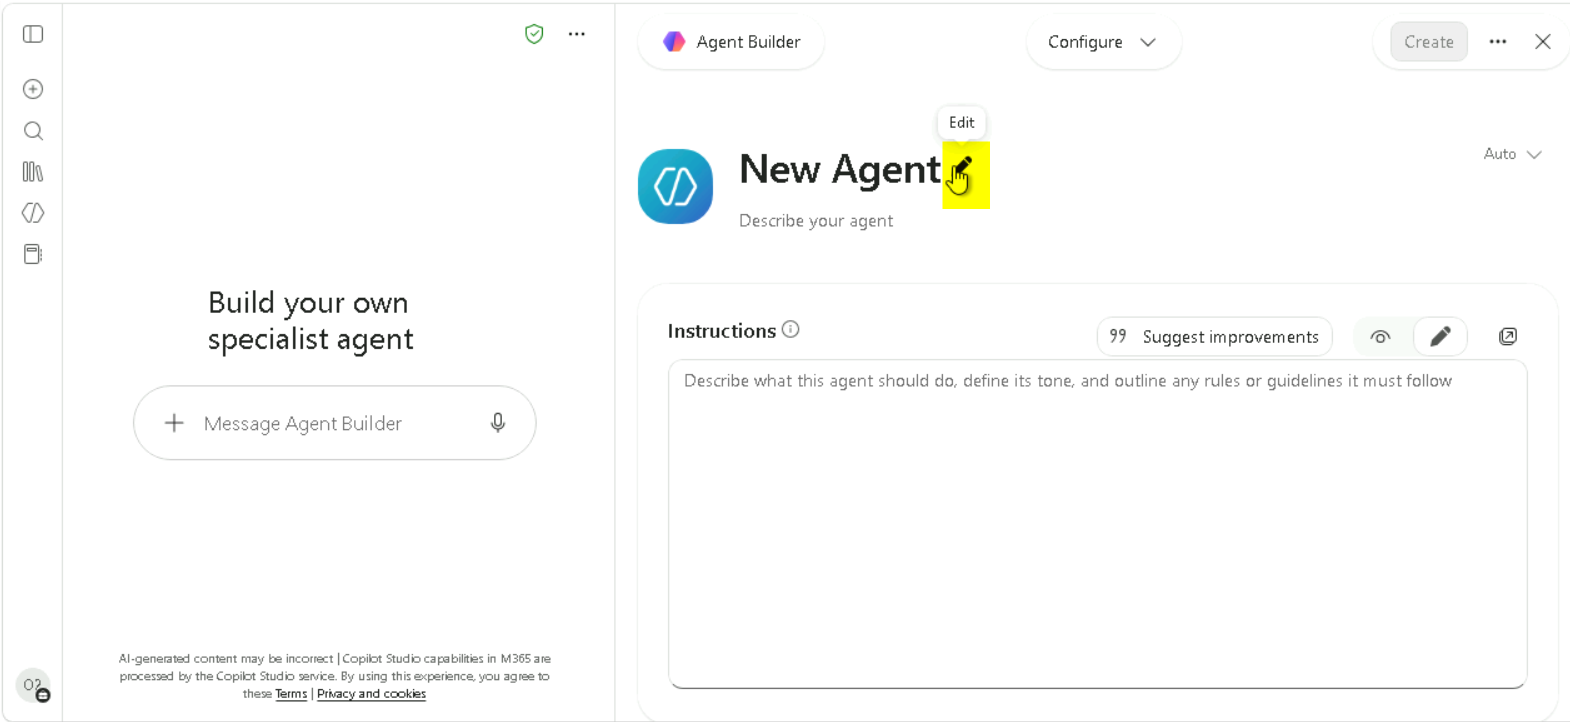 Agent Builder
Configure
Create
Edit
New Agent
Auto
Describe your agent
Build your own
specialist agent
Message Agent Builder
Instructions
Suggest improvements
Describe what this agent should do, define its tone, and outline any rules or guidelines it must follow
AI-generated content may be incorrect | Copilot Studio capabilities in M365 are
processed by the Copilot Studio service. By using this experience, you agree to
these Terms | Privacy and cookies